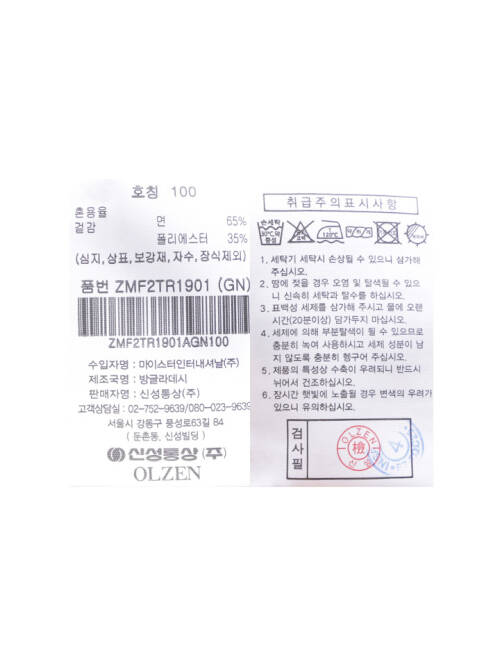 호칭 100
혼용율
겉감 면 65%
폴리에스터 35%
(심지, 상표, 보강재, 자수, 장식제외)
품번 ZMF2TR1901 (GN)
ZMF2TR1901AGN100
수입자명 : 마이스터인터내셔날(주)
제조국명 : 방글라데시
판매자명 : 신성통상(주)
고객상담실 : 02-752-9639/080-023-9639
서울시 강동구 풍성로63길 84
( 둔촌동, 신성빌딩 )
신성통상 (주)
OLZEN
취급주의표시사항
손세탁
30℃
중성
120℃
1. 세탁기 세탁시 손상될 수 있으니 삼가해
주십시오.
2. 땀에 젖을 경우 오염 및 탈색될 수 있으
니 신속히 세탁과 탈수를 하십시오.
3. 표백성 세제를 삼가해 주시고 물에 오랜
시간(20분이상) 담가두지 마십시오.
4. 세제에 의해 부분탈색이 될 수 있으므로
충분히 녹여 사용하시고 세제 성분이 남
지 않도록 충분히 헹구어 주십시오.
5. 제품의 특성상 수축이 우려되니 반드시
뉘어서 건조하십시오.
6. 장시간 햇빛에 노출될 경우 변색의 우려가
있으니 유의하십시오.
검사필
OLZEN
檢
4